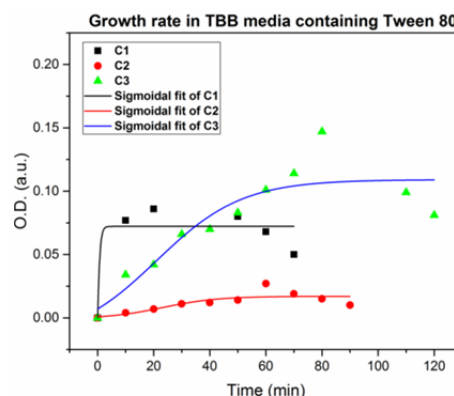 Growth rate in TBB media containing Tween 80
C1
C2
C3
Sigmoidal fit of C1
Sigmoidal fit of C2
Sigmoidal fit of C3
O.D. (a.u.)
0.20
0.15
0.10
0.05
0.00
0 20 40 60 80 100 120
Time (min)